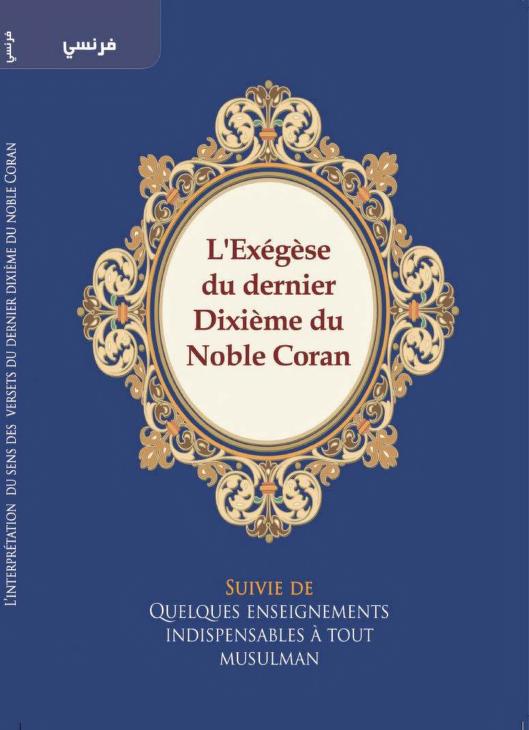 فرنسي
فرنسي
L'INTERPRÉTATION DU SENS DES VERSETS DU DERNIER DIXIÈME DU NOBLE CORAN
L'Exégèse
du dernier
Dixième du
Noble Coran
SUIVIE DE
QUELQUES ENSEIGNEMENTS
INDISPENSABLES À TOUT
MUSULMAN